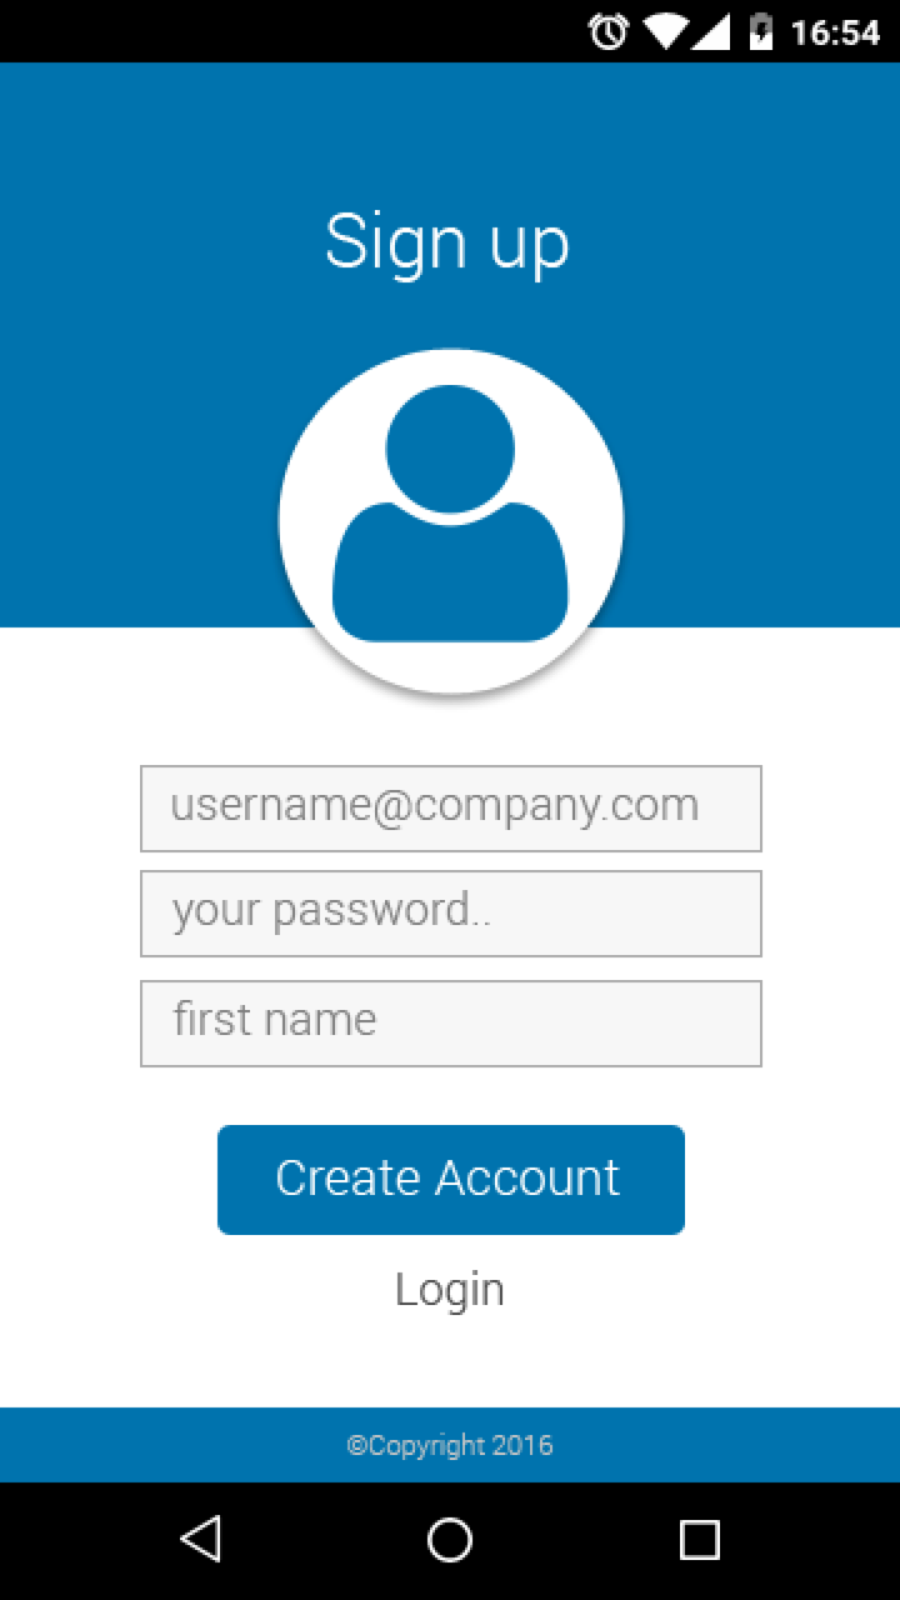 16:54
Sign up
username@company.com
your password..
first name
Create Account
Login
©Copyright 2016